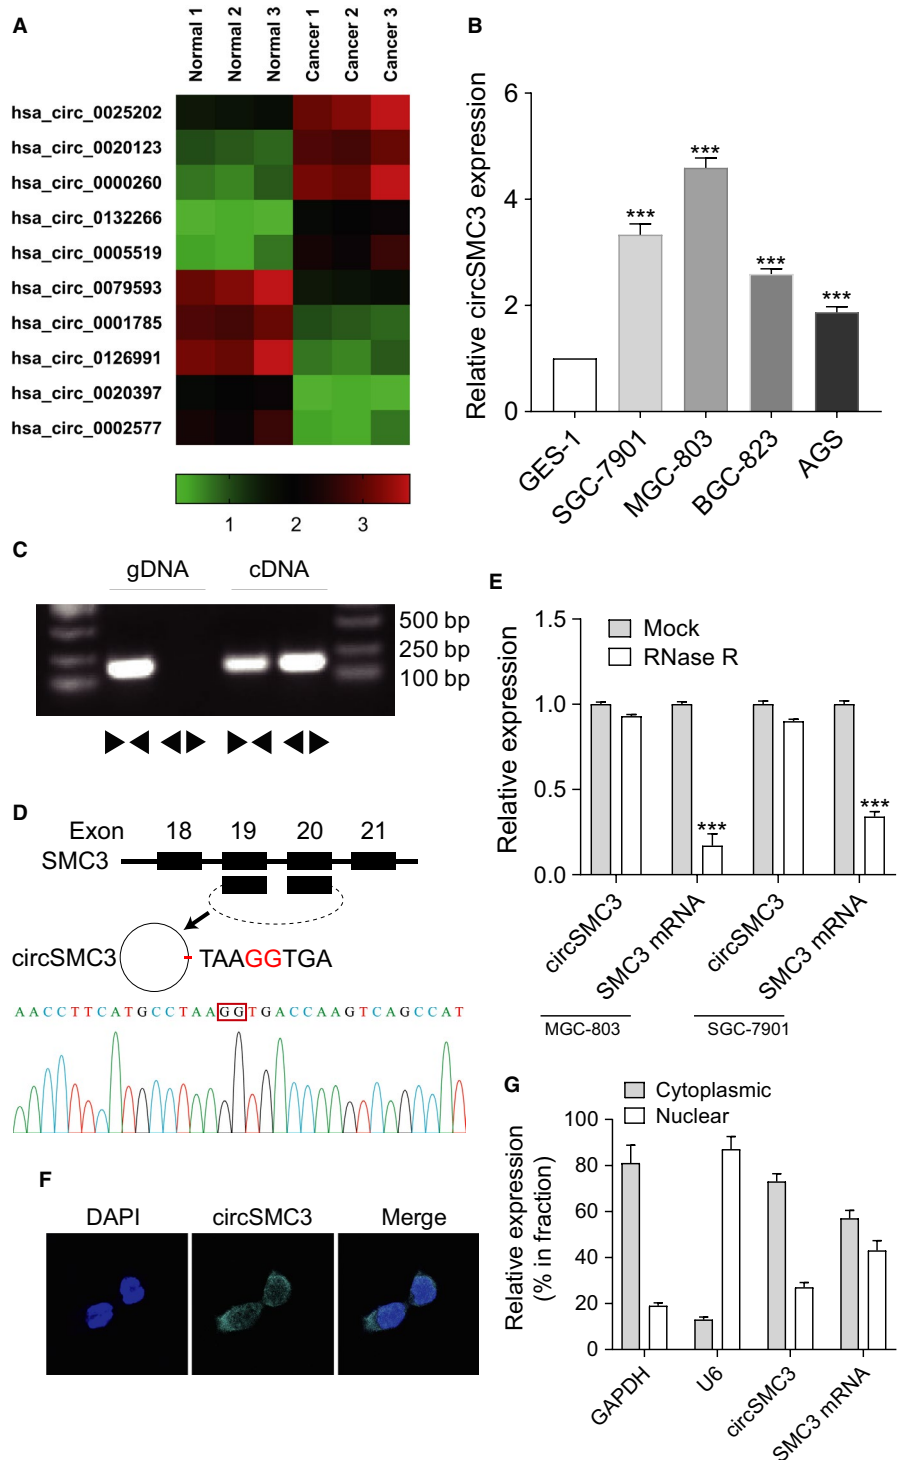 A
Normal 1
Normal 2
Normal 3
Cancer 1
Cancer 2
Cancer 3
hsa_circ_0025202
hsa_circ_0020123
hsa_circ_0000260
hsa_circ_0132266
hsa_circ_0005519
hsa_circ_0079593
hsa_circ_0001785
hsa_circ_0126991
hsa_circ_0020397
hsa_circ_0002577
1 2 3
B
Relative circSMC3 expression
6
4
2
0
***
***
***
***
GES-1
SGC-7901
MGC-803
BGC-823
AGS
C
gDNA cDNA
500 bp
250 bp
100 bp
D
Exon 18 19 20 21
SMC3
circSMC3 TAAGGTGA
AACCTTCATGCCTAAGGTGACCAAGTCAGCCAT
E
Relative expression
1.5
1.0
0.5
0.0
Mock
RNase R
***
***
circSMC3
SMC3 mRNA
circSMC3
SMC3 mRNA
MGC-803 SGC-7901
F
DAPI circSMC3 Merge
G
Relative expression
(% in fraction)
Cytoplasmic
Nuclear
100
80
60
40
20
0
GAPDH
U6
circSMC3
SMC3 mRNA